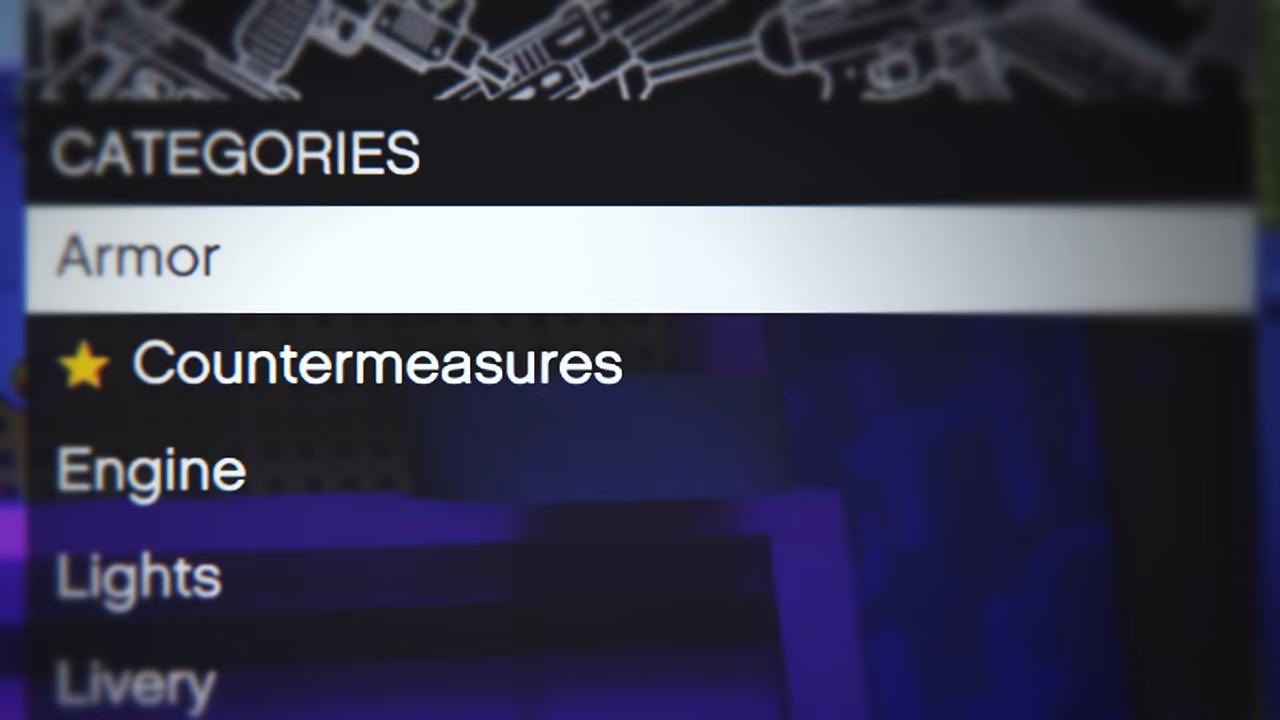 CATEGORIES
Armor
Countermeasures
Engine
Lights
Livery